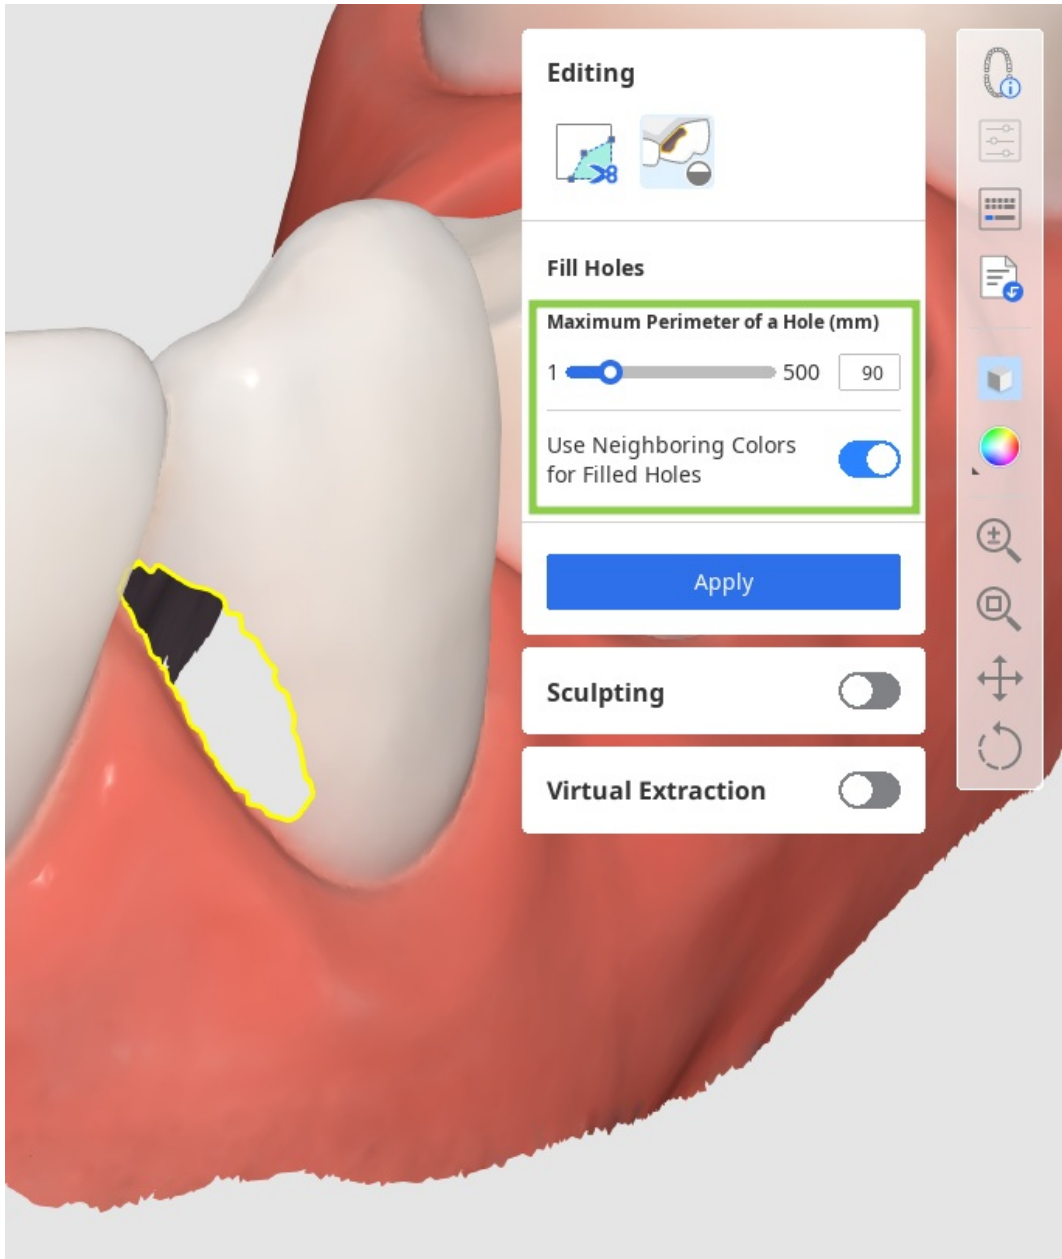 Editing
Fill Holes
Maximum Perimeter of a Hole (mm)
1 500 90
Use Neighboring Colors
for Filled Holes
Apply
Sculpting
Virtual Extraction